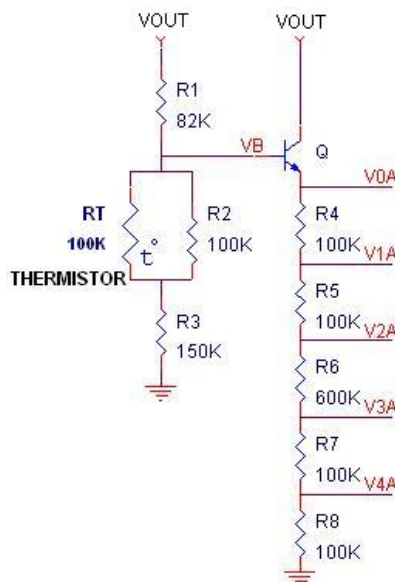 VOUT
VOUT
R1
82K
VB
Q
V0A
RT
100K
t°
THERMISTOR
R2
100K
R4
100K
V1A
R5
100K
V2A
R3
150K
R6
600K
V3A
R7
100K
V4A
R8
100K